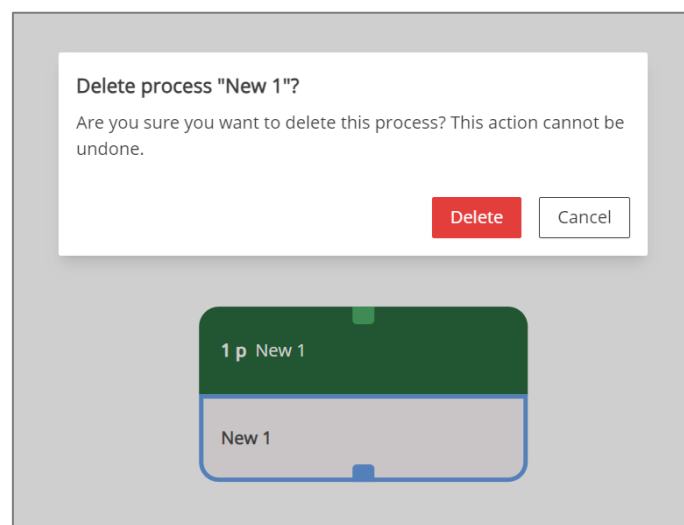 Delete process "New 1"?
Are you sure you want to delete this process? This action cannot be
undone.
Delete Cancel
1 p New 1
New 1